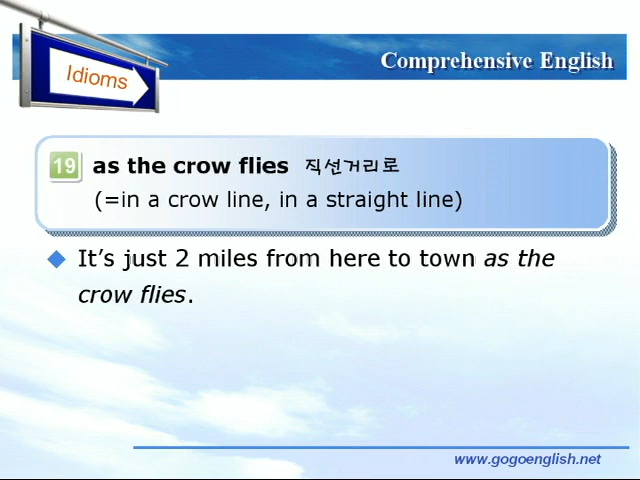 Idioms
Comprehensive English
19 as the crow flies 직선거리로
(=in a crow line, in a straight line)
It’s just 2 miles from here to town as the
crow flies.
www.gogoenglish.net